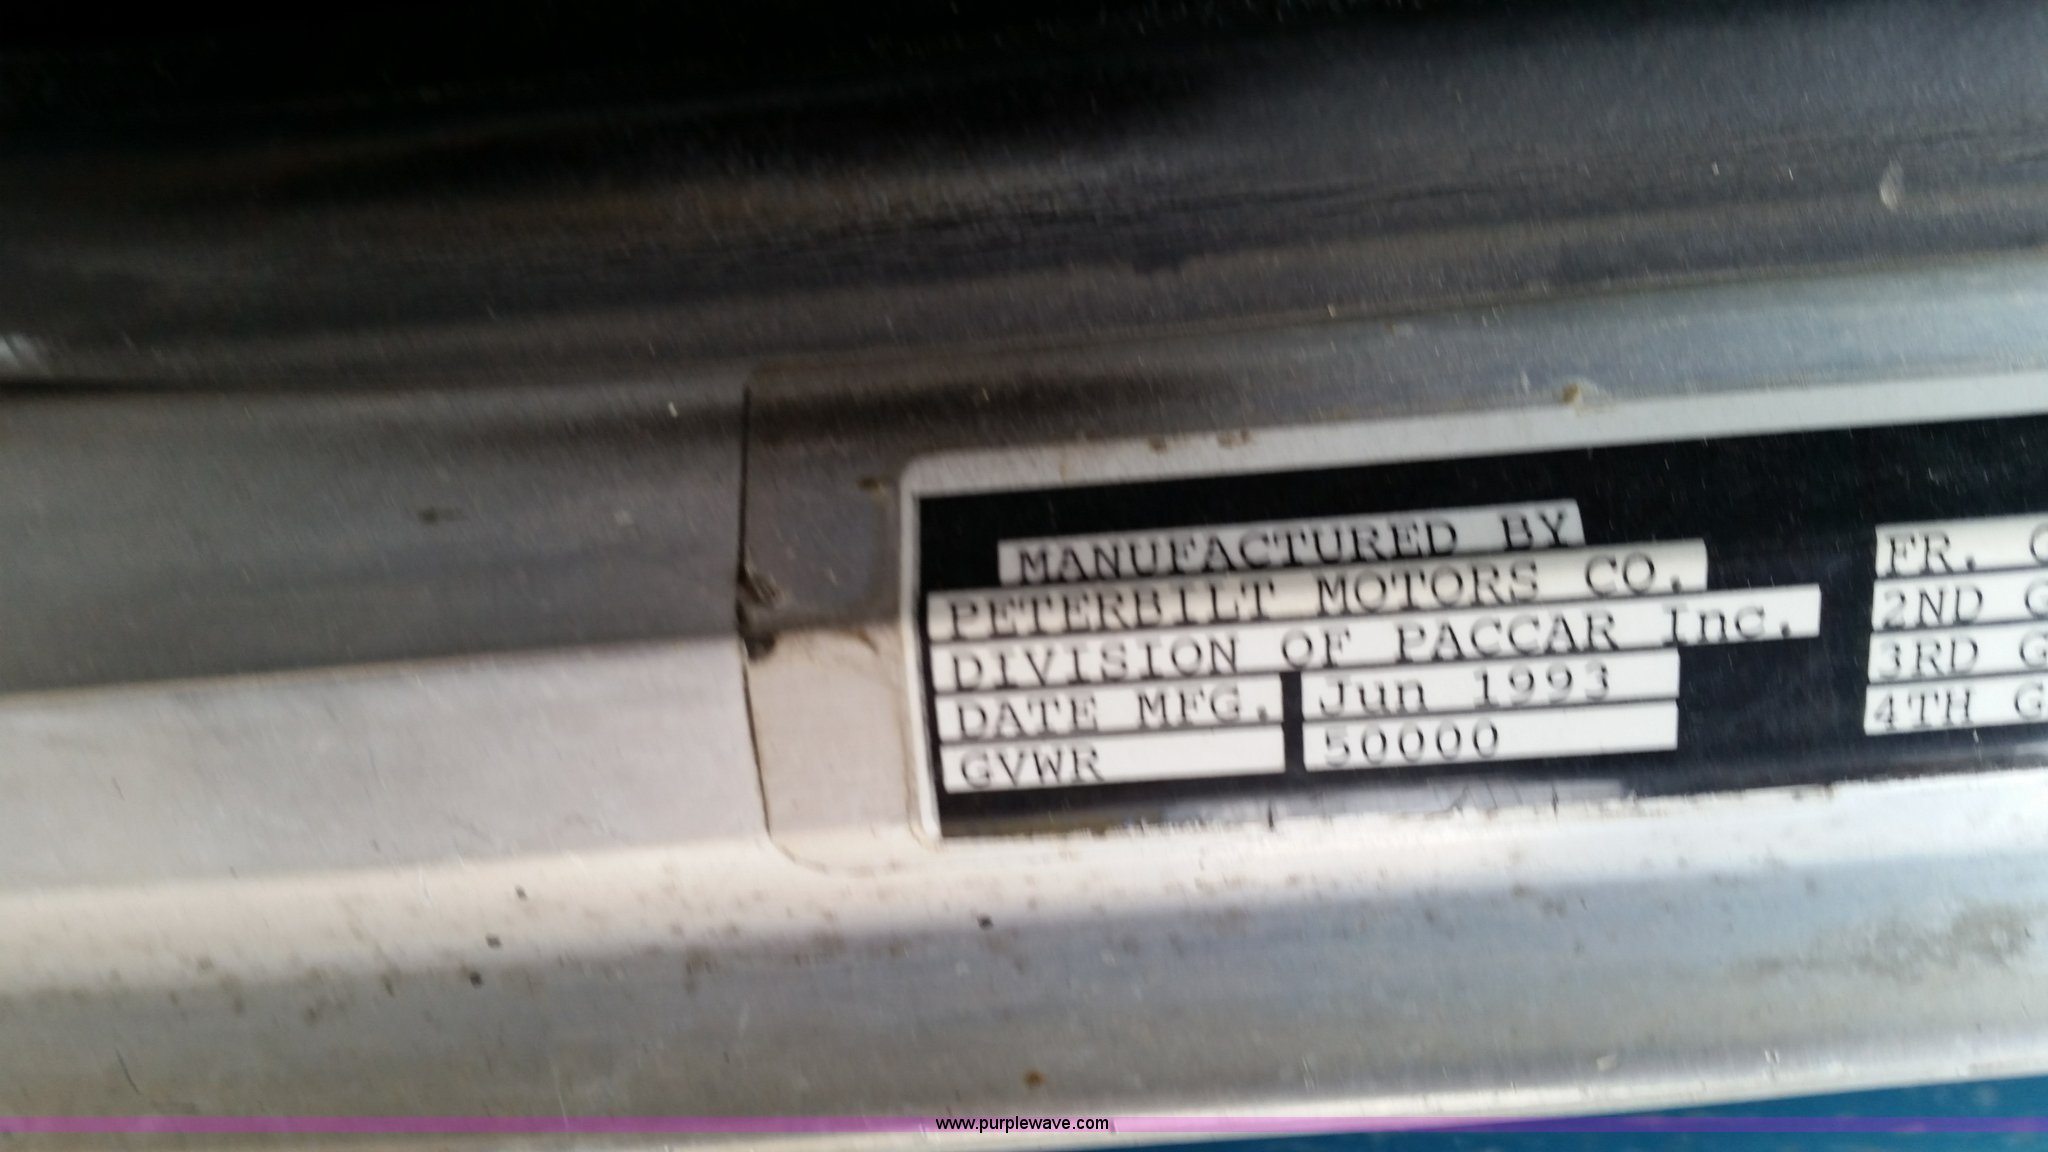 MANUFACTURED BY
PETERBILT MOTORS CO.
DIVISION OF PACCAR Inc.
DATE MFG. Jun 1993
GVWR 50000
FR.
2ND G
3RD G
4TH G
www.purplewave.com